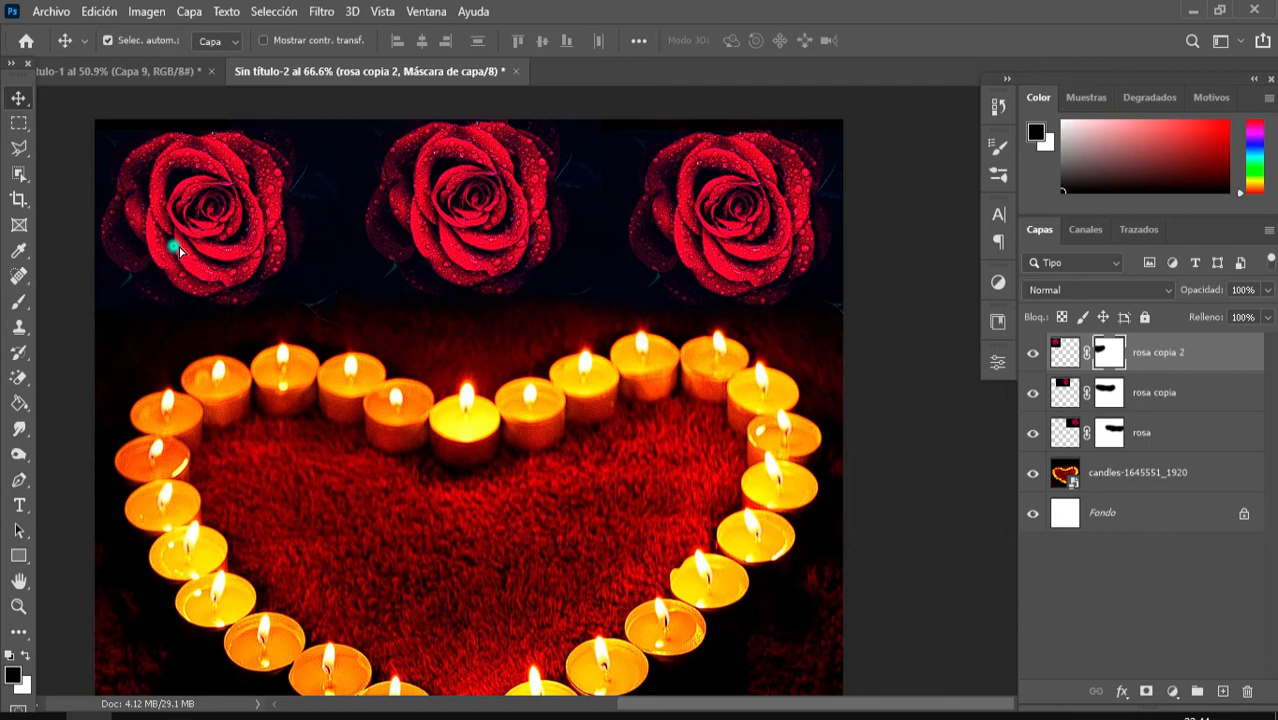 Ps Archivo Edición Imagen Capa Texto Selección Filtro 3D Vista Ventana Ayuda
Selec. autom.: Capa Mostrar contr. transf. Modo 3D:
tulo-1 al 50.9% (Capa 9, RGB/8#) * Sin título-2 al 66.6% (rosa copia 2, Máscara de capa/8) *
Color Muestras Degradados Motivos
Capas Canales Trazados
Tipo
Normal Opacidad: 100%
Bloq.: Relleno: 100%
rosa copia 2
rosa copia
rosa
candles-1645551_1920
Fondo
Doc: 4.12 MB/29.1 MB